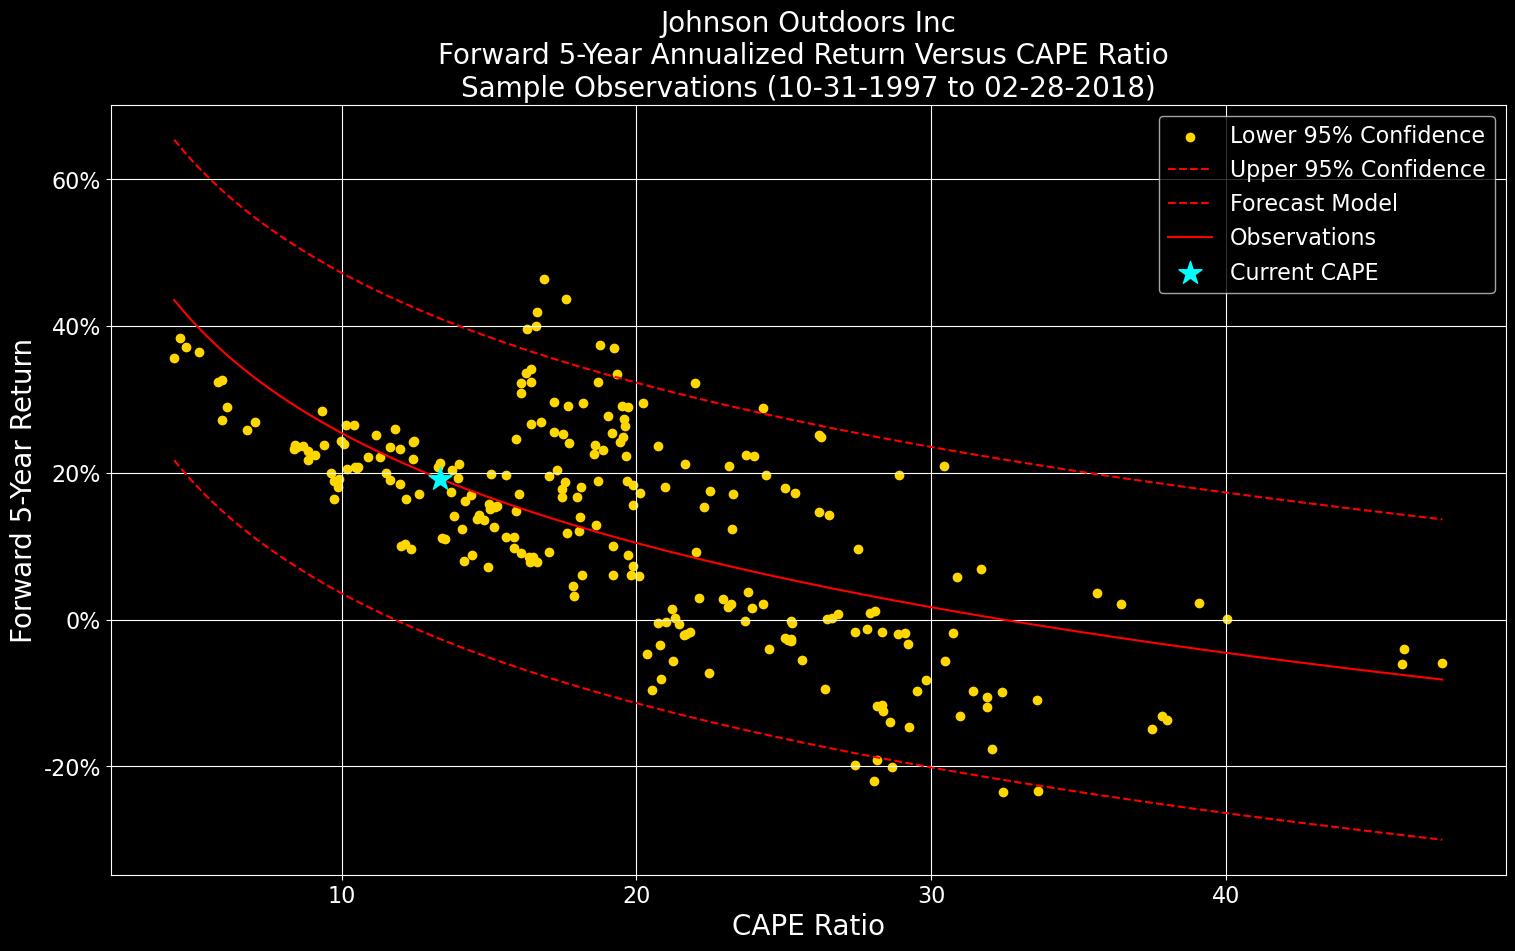 Johnson Outdoors Inc
Forward 5-Year Annualized Return Versus CAPE Ratio
Sample Observations (10-31-1997 to 02-28-2018)
Lower 95% Confidence
Upper 95% Confidence
Forecast Model
Observations
Current CAPE
Forward 5-Year Return
60%
40%
20%
0%
-20%
10 20 30 40
CAPE Ratio